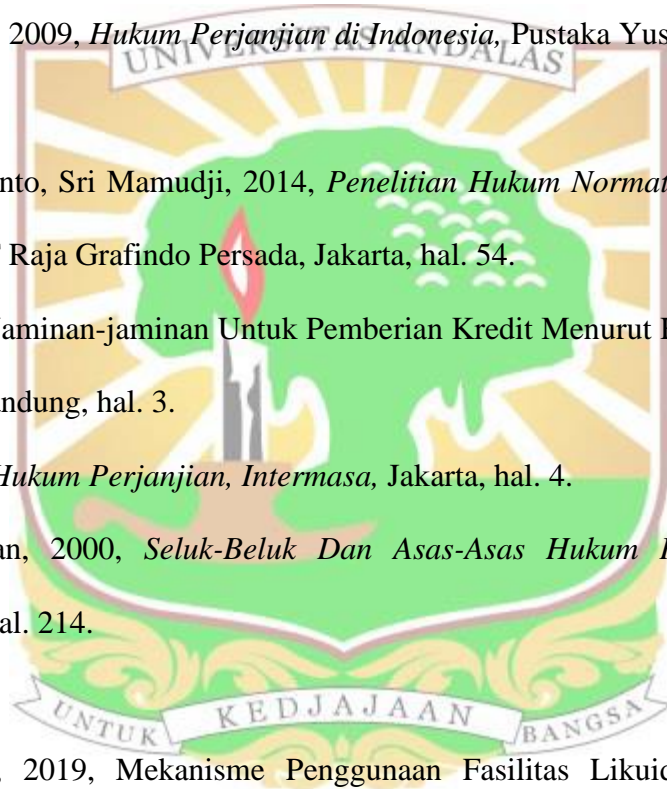 2009, Hukum Perjanjian di Indonesia, Pustaka Yus
UNIVERSITAS ANDALAS
nto, Sri Mamudji, 2014, Penelitian Hukum Normat
Raja Grafindo Persada, Jakarta, hal. 54.
aminan-jaminan Untuk Pemberian Kredit Menurut
ndung, hal. 3.
Hukum Perjanjian, Intermasa, Jakarta, hal. 4.
an, 2000, Seluk-Beluk Dan Asas-Asas Hukum
al. 214.
UNTUK KEDJAJAAN BANGSA
, 2019, Mekanisme Penggunaan Fasilitas Likuid